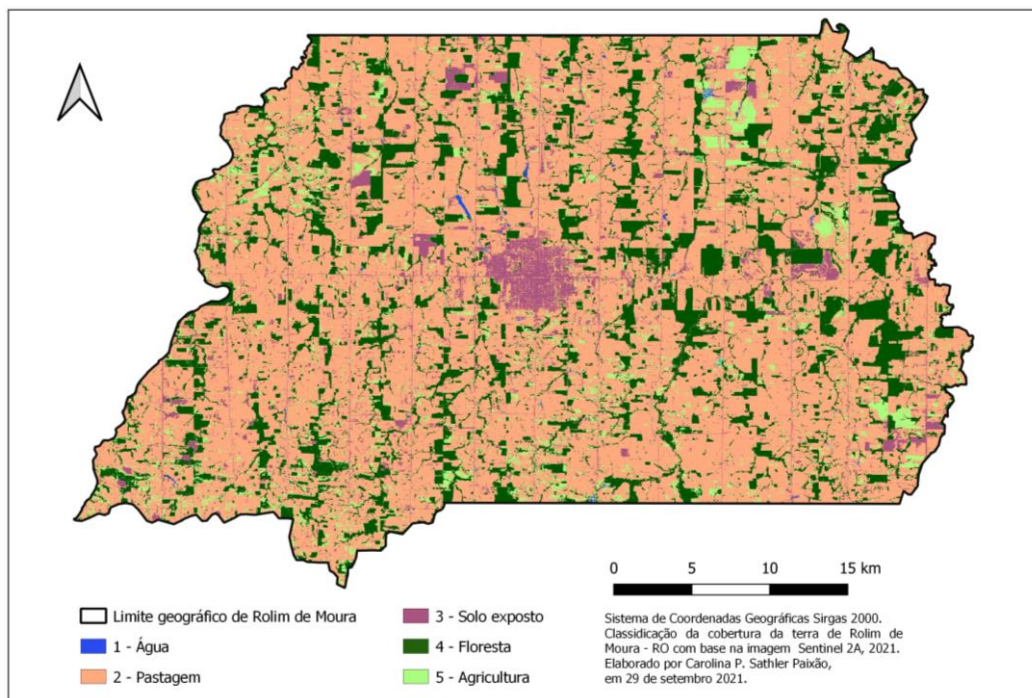 0 5 10 15 km
Limite geográfico de Rolim de Moura
1 - Água
2 - Pastagem
3 - Solo exposto
4 - Floresta
5 - Agricultura
Sistema de Coordenadas Geográficas Sirgas 2000.
Classidicação da cobertura da terra de Rolim de
Moura - RO com base na imagem Sentinel 2A, 2021.
Elaborado por Carolina P. Sathler Paixão,
em 29 de setembro 2021.